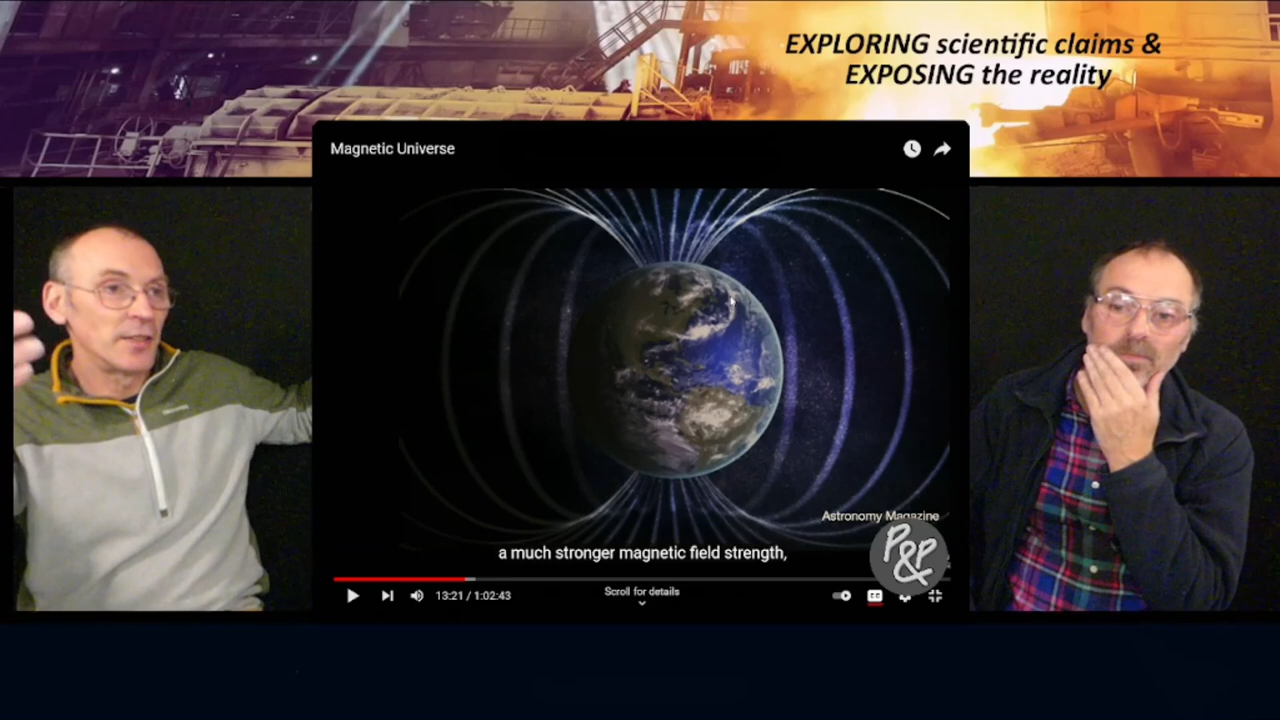 EXPLORING scientific claims &
EXPOSING the reality
Magnetic Universe
Astronomy Magazine
P&P
a much stronger magnetic field strength,
13:21 / 1:02:43
Scroll for details
CC